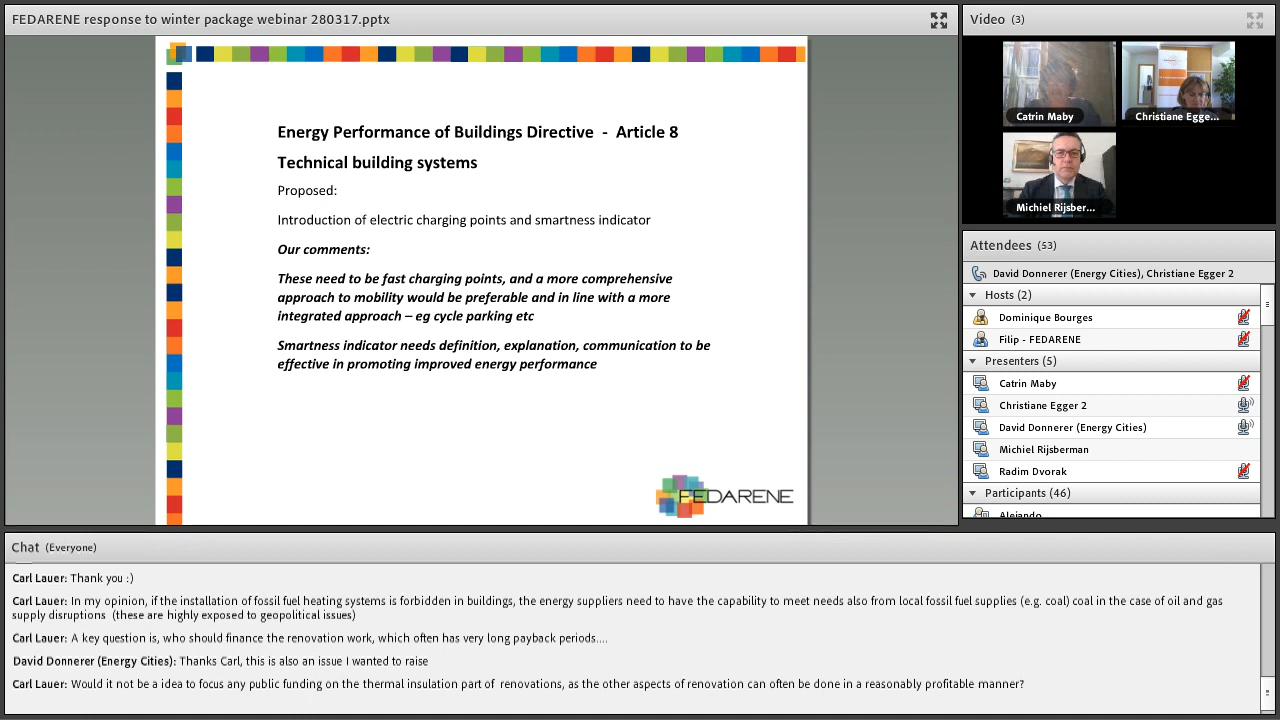 FEDARENE response to winter package webinar 280317.pptx
Energy Performance of Buildings Directive - Article 8
Technical building systems
Proposed:
Introduction of electric charging points and smartness indicator
Our comments:
These need to be fast charging points, and a more comprehensive
approach to mobility would be preferable and in line with a more
integrated approach – eg cycle parking etc
Smartness indicator needs definition, explanation, communication to be
effective in promoting improved energy performance
FEDARENE
Video (3)
Catrin Maby
Christiane Egge...
Michiel Rijsber...
Attendees (53)
David Donnerer (Energy Cities), Christiane Egger 2
Hosts (2)
Dominique Bourges
Filip - FEDARENE
Presenters (5)
Catrin Maby
Christiane Egger 2
David Donnerer (Energy Cities)
Michiel Rijsberman
Radim Dvorak
Participants (46)
Alejando
Chat (Everyone)
Carl Lauer: Thank you :)
Carl Lauer: In my opinion, if the installation of fossil fuel heating systems is forbidden in buildings, the energy suppliers need to have the capability to meet needs also from local fossil fuel supplies (e.g. coal) coal in the case of oil and gas
supply disruptions (these are highly exposed to geopolitical issues)
Carl Lauer: A key question is, who should finance the renovation work, which often has very long payback periods....
David Donnerer (Energy Cities): Thanks Carl, this is also an issue I wanted to raise
Carl Lauer: Would it not be a idea to focus any public funding on the thermal insulation part of renovations, as the other aspects of renovation can often be done in a reasonably profitable manner?